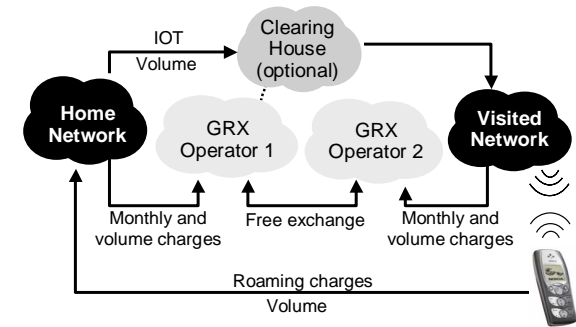 IOT
Volume
Clearing
House
(optional)
Home
Network
GRX
Operator 1
GRX
Operator 2
Visited
Network
Monthly and
volume charges
Free exchange
Monthly and
volume charges
Roaming charges
Volume